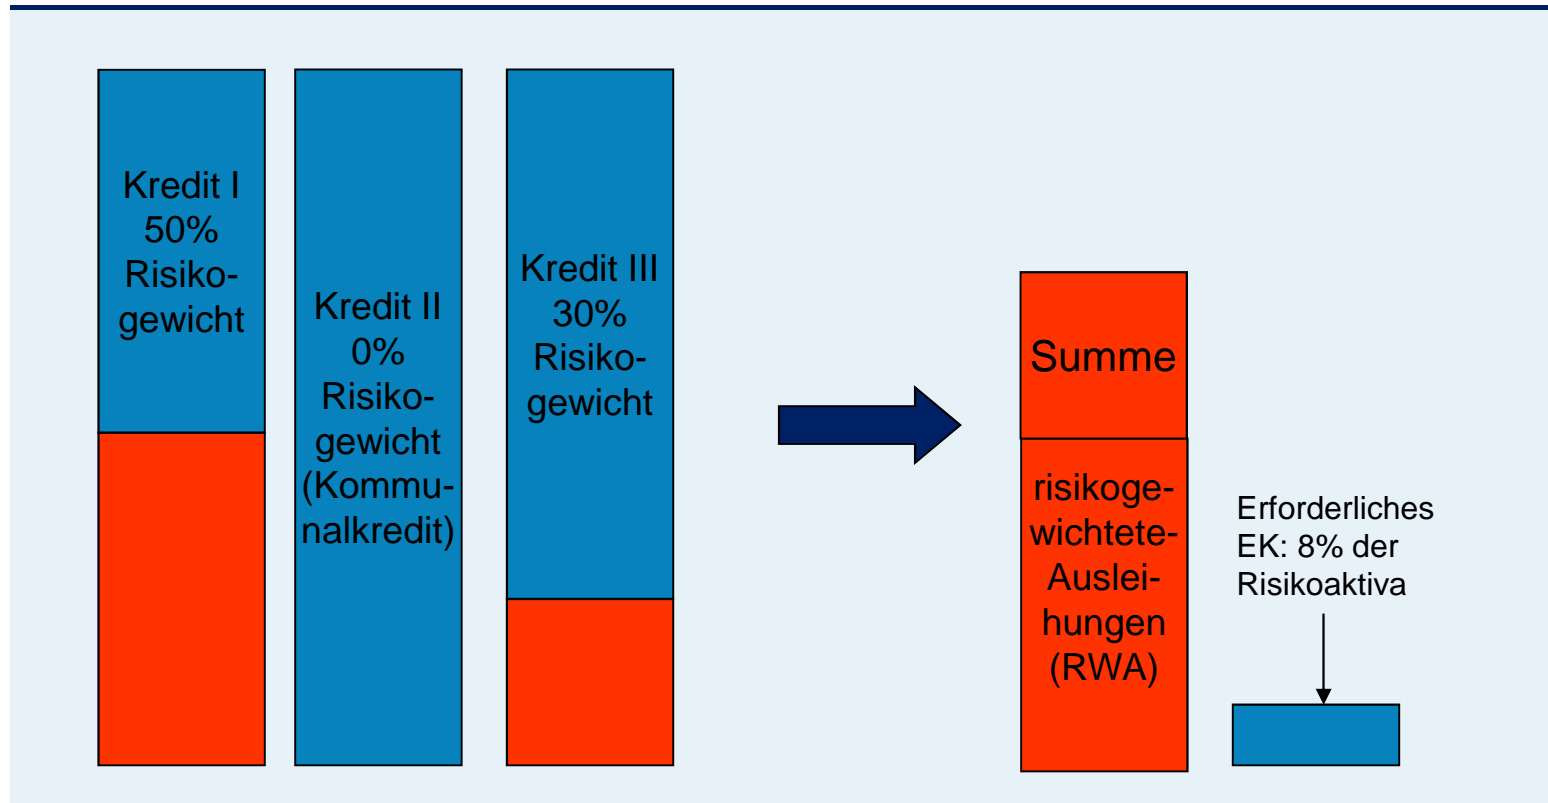 Kredit I
50%
Risiko-
gewicht
Kredit II
0%
Risiko-
gewicht
(Kommu-
nalkredit)
Kredit III
30%
Risiko-
gewicht
Summe
risikoge-
wichtete-
Auslei-
hungen
(RWA)
Erforderliches
EK: 8% der
Risikoaktiva